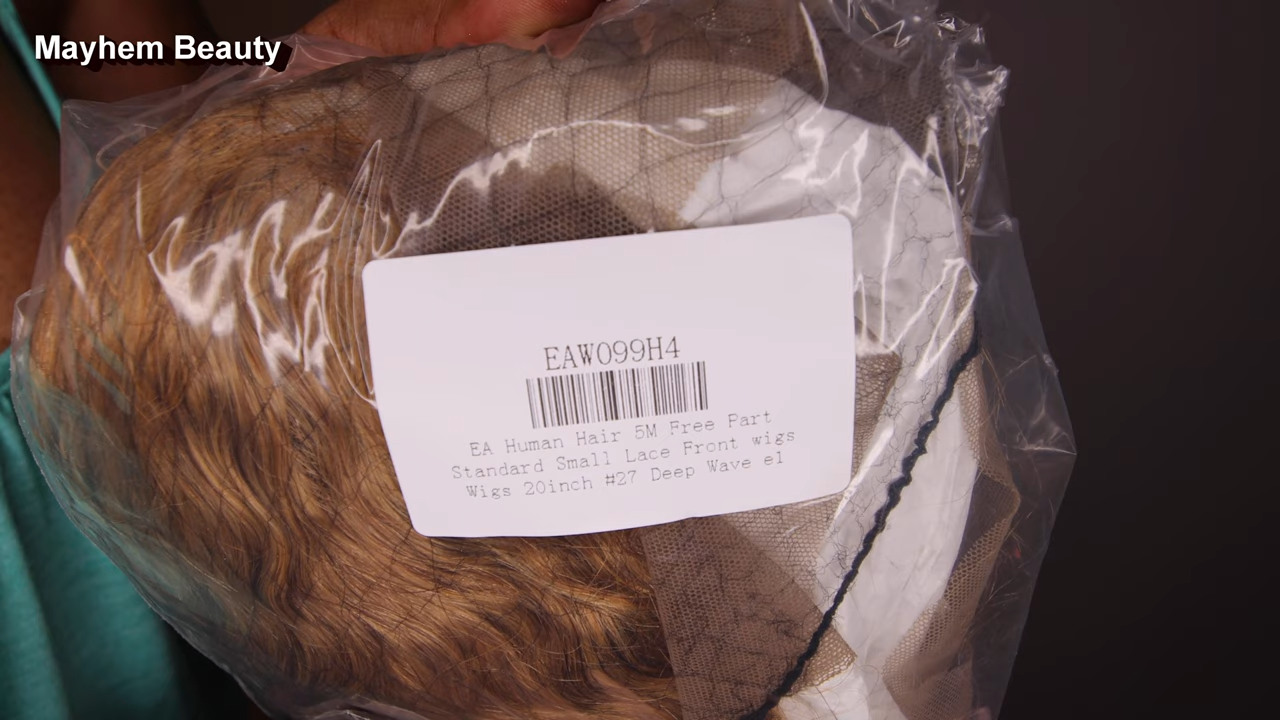 Mayhem Beauty
EAW099H4
EA Human Hair 5M Free Part
Standard Small Lace Front wigs
Wigs 20inch #27 Deep Wave el